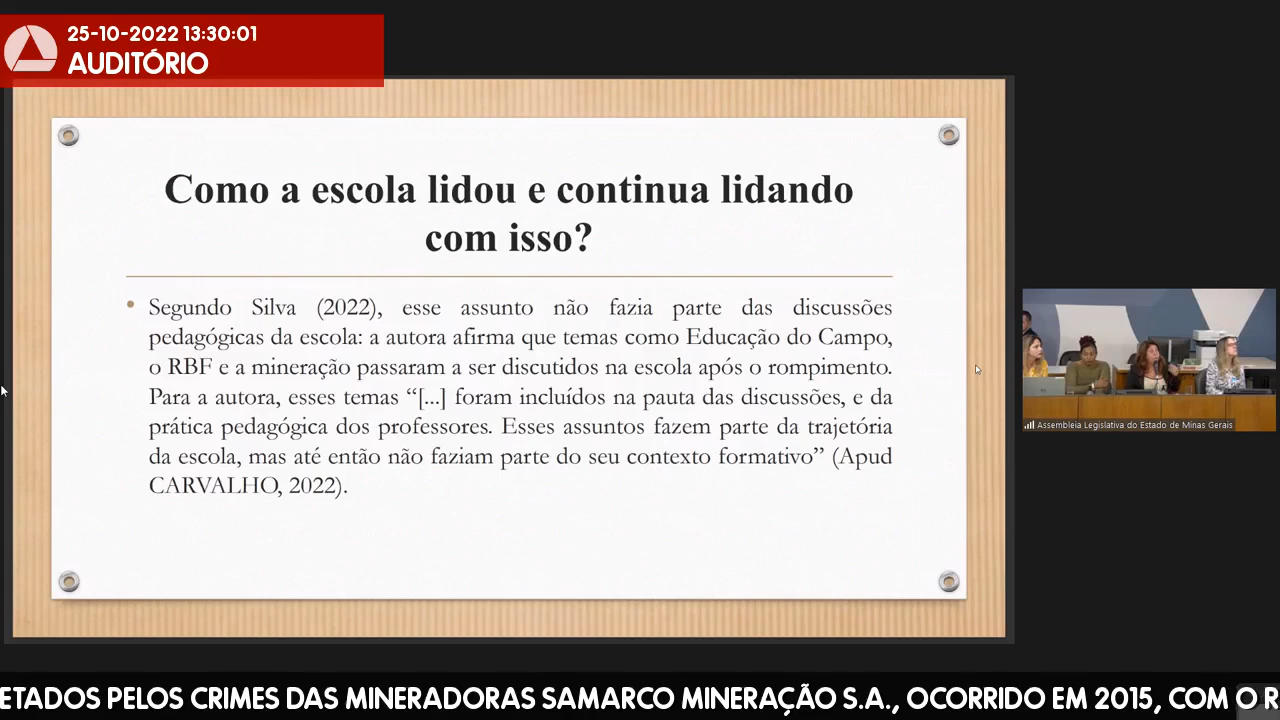 25-10-2022 13:30:01
AUDITÓRIO
Como a escola lidou e continua lidando
com isso?
• Segundo Silva (2022), esse assunto não fazia parte das discussões
pedagógicas da escola: a autora afirma que temas como Educação do Campo,
o RBF e a mineração passaram a ser discutidos na escola após o rompimento.
Para a autora, esses temas “[...] foram incluídos na pauta das discussões, e da
prática pedagógica dos professores. Esses assuntos fazem parte da trajetória
da escola, mas até então não faziam parte do seu contexto formativo” (Apud
CARVALHO, 2022).
Assembleia Legislativa do Estado de Minas Gerais
ETADOS PELOS CRIMES DAS MINERADORAS SAMARCO MINERAÇÃO S.A., OCORRIDO EM 2015, COM O R